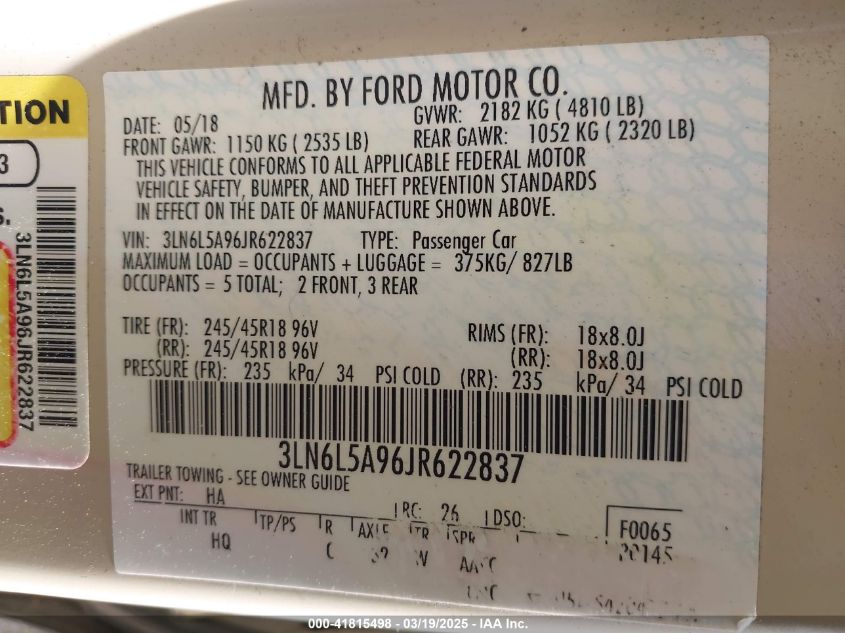 MFD. BY FORD MOTOR CO.
DATE: 05/18
GVWR: 2182 KG ( 4810 LB)
FRONT GAWR: 1150 KG ( 2535 LB)
REAR GAWR: 1052 KG ( 2320 LB)
THIS VEHICLE CONFORMS TO ALL APPLICABLE FEDERAL MOTOR
VEHICLE SAFETY, BUMPER, AND THEFT PREVENTION STANDARDS
IN EFFECT ON THE DATE OF MANUFACTURE SHOWN ABOVE.
VIN: 3LN6L5A96JR622837 TYPE: Passenger Car
MAXIMUM LOAD = OCCUPANTS + LUGGAGE = 375KG/ 827LB
OCCUPANTS = 5 TOTAL; 2 FRONT, 3 REAR
TIRE (FR): 245/45R18 96V RIMS (FR): 18x8.0J
(RR): 245/45R18 96V (RR): 18x8.0J
PRESSURE (FR): 235 kPa/ 34 PSI COLD (RR): 235 kPa/ 34 PSI COLD
3LN6L5A96JR622837
TRAILER TOWING - SEE OWNER GUIDE
EXT PNT: HA RC: 26 DSO:
INT TR TP/PS R AXLE TR SPR F0065
HQ 20145
TION
3
S.
3LN6L5A96JR622837
000-41815498 - 03/19/2025 - IAA Inc.